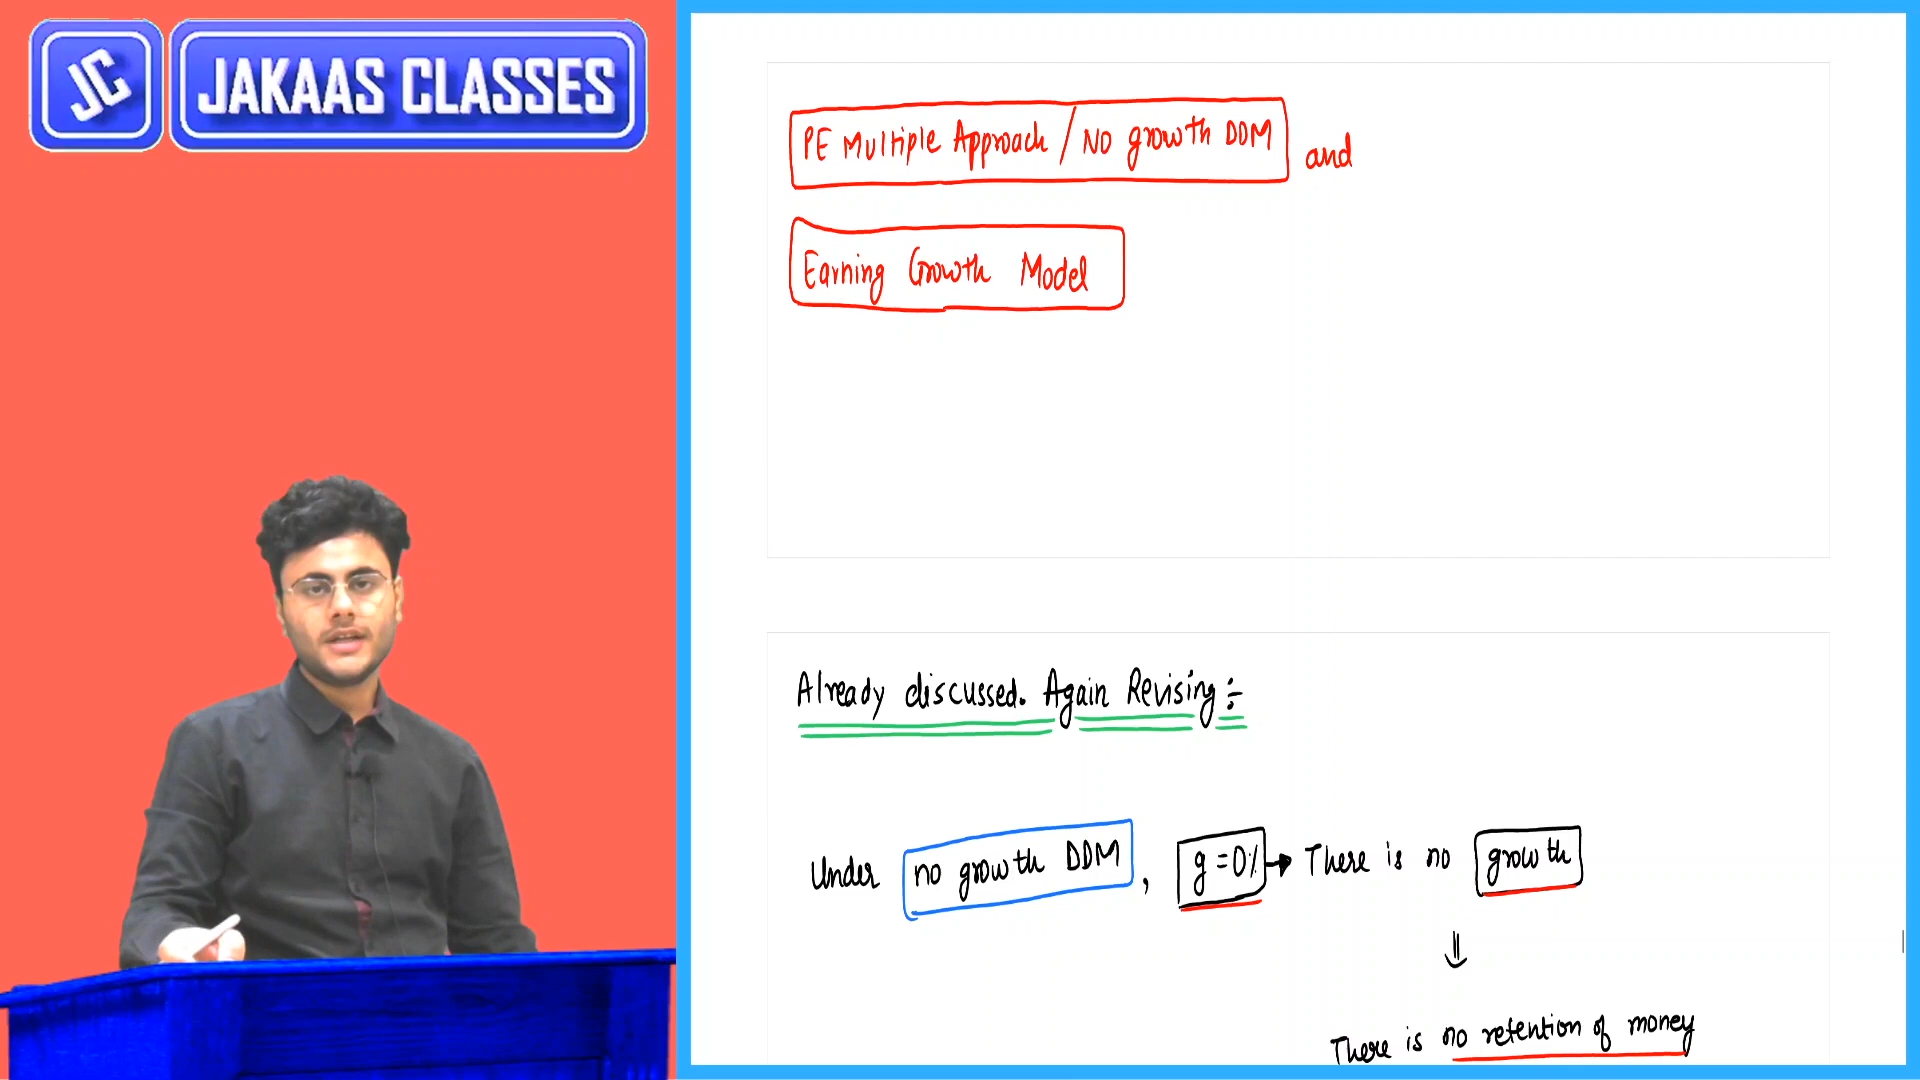 JC JAKAAS CLASSES
PE Multiple Approach / No growth DDM and
Earning Growth Model
Already discussed. Again Revising :-
Under no growth DDM, g = 0% → There is no growth
⇓
There is no retention of money